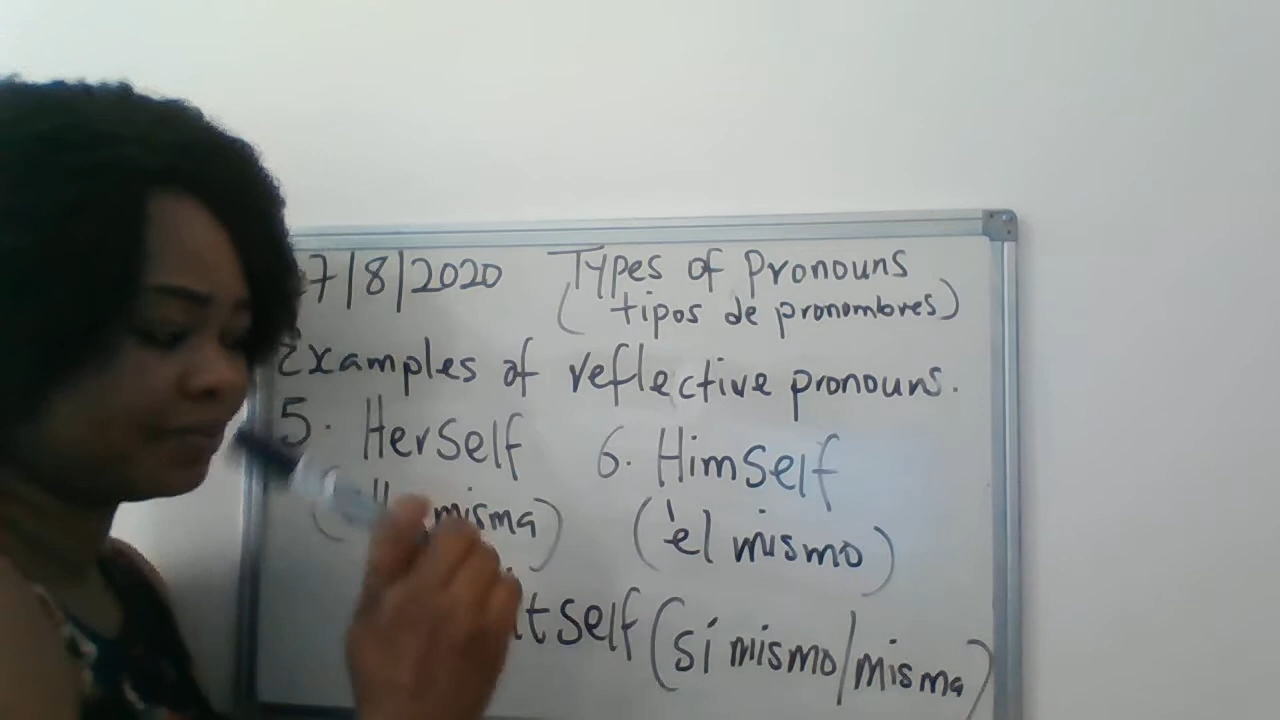 7/8/2020 Types of Pronouns
(tipos de pronombres)
Examples of reflective pronouns.
5. Herself 6. Himself
misma) (él mismo)
itself (sí mismo/misma)